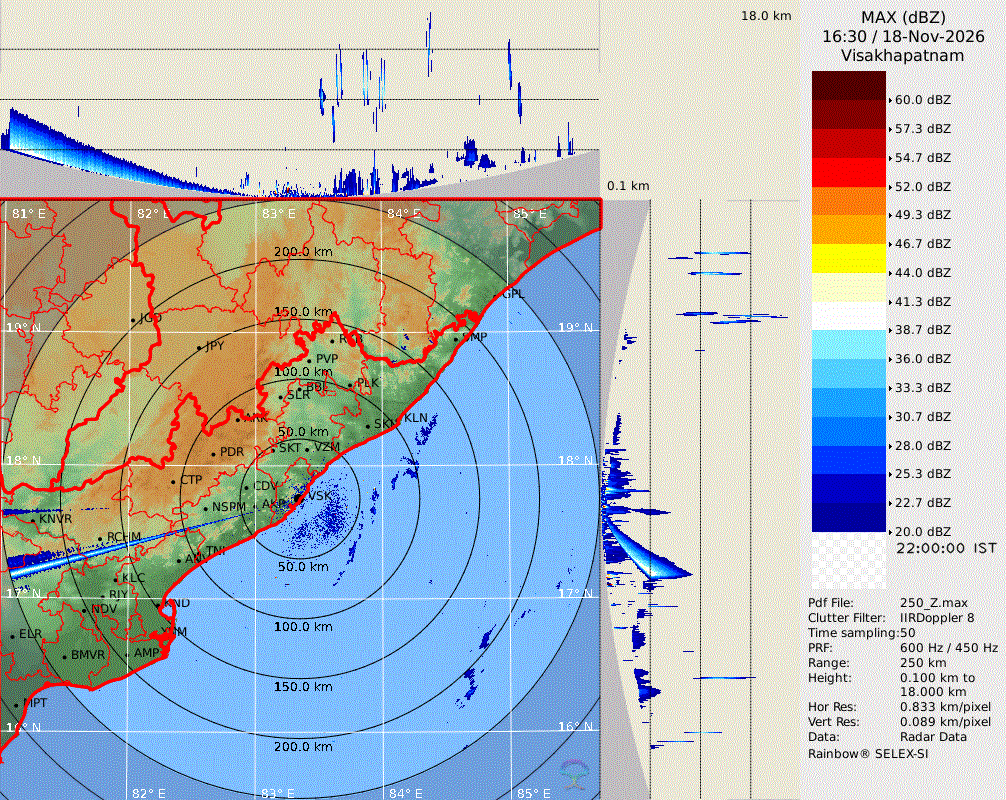 18.0 km
0.1 km
MAX (dBZ)
16:30 / 18-Nov-2026
Visakhapatnam
60.0 dBZ
57.3 dBZ
54.7 dBZ
52.0 dBZ
49.3 dBZ
46.7 dBZ
44.0 dBZ
41.3 dBZ
38.7 dBZ
36.0 dBZ
33.3 dBZ
30.7 dBZ
28.0 dBZ
25.3 dBZ
22.7 dBZ
20.0 dBZ
22:00:00 IST
Pdf File: 250_Z.max
Clutter Filter: IIRDoppler 8
Time sampling:50
PRF: 600 Hz / 450 Hz
Range: 250 km
Height: 0.100 km to
18.000 km
Hor Res: 0.833 km/pixel
Vert Res: 0.089 km/pixel
Data: Radar Data
Rainbow® SELEX-SI
81° E 82° E 83° E 84° E 85° E
200.0 km
GPL
150.0 km
JGD
19° N 19° N
JPY
SMP
PVP
100.0 km
BBL PLK
SLR
KLN
50.0 km
SKT VZM
PDR
18° N 18° N
CTP
CDV
VSK
NSPM AKP
KNVR
TNI
50.0 km
KLC
RJY
17° N 17° N
NDV KND
100.0 km
ELR
BMVR AMP
150.0 km
MPT
16° N 16° N
200.0 km
82° E 83° E 84° E 85° E